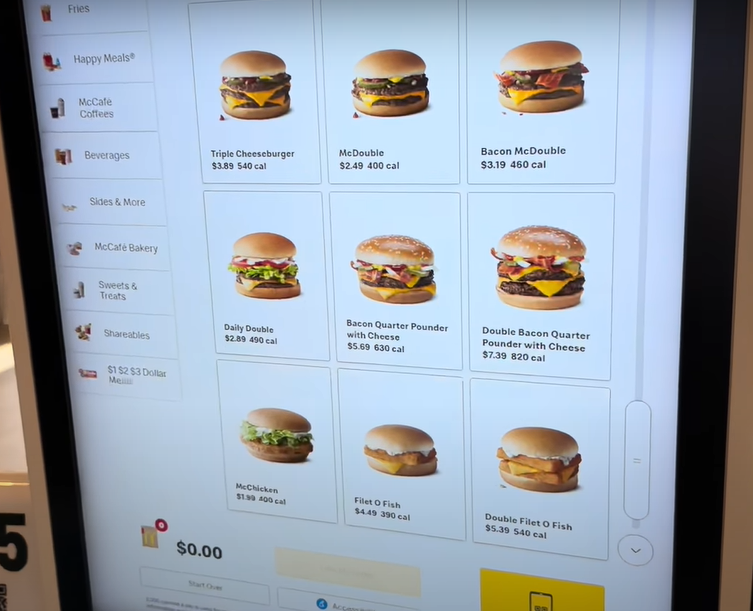 Fries
Happy Meals®
McCafé
Coffees
Beverages
Sides & More
McCafé Bakery
Sweets &
Treats
Shareables
$1 $2 $3 Dollar
Triple Cheeseburger
$3.89 540 cal
McDouble
$2.49 400 cal
Bacon McDouble
$3.19 460 cal
Daily Double
$2.89 490 cal
Bacon Quarter Pounder
with Cheese
$5.69 630 cal
Double Bacon Quarter
Pounder with Cheese
$7.39 820 cal
McChicken
$1.99 400 cal
Filet O Fish
$4.49 390 cal
Double Filet O Fish
$5.39 540 cal
0
$0.00
Start Over
5